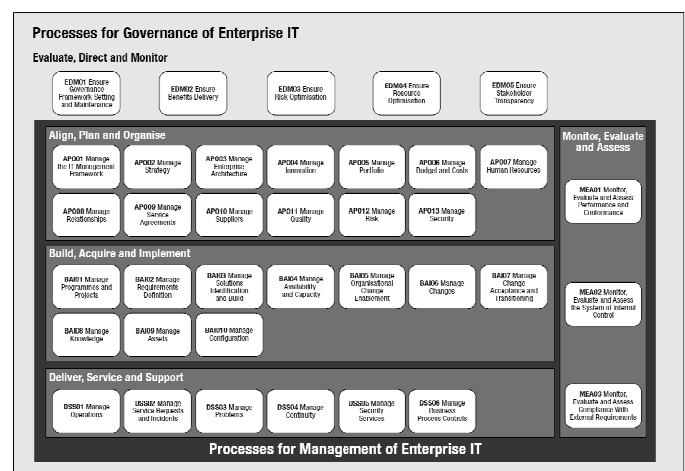 Processes for Governance of Enterprise IT
Evaluate, Direct and Monitor
EDM01 Ensure
Governance
Framework Setting
and Maintenance
EDM02 Ensure
Benefits Delivery
EDM03 Ensure
Risk Optimisation
EDM04 Ensure
Resource
Optimisation
EDM05 Ensure
Stakeholder
Transparency
Align, Plan and Organise
APO01 Manage
the IT Management
Framework
APO02 Manage
Strategy
APO03 Manage
Enterprise
Architecture
APO04 Manage
Innovation
APO05 Manage
Portfolio
APO06 Manage
Budget and Costs
APO07 Manage
Human Resources
APO08 Manage
Relationships
APO09 Manage
Service
Agreements
APO10 Manage
Suppliers
APO11 Manage
Quality
APO12 Manage
Risk
APO13 Manage
Security
Build, Acquire and Implement
BAI01 Manage
Programmes and
Projects
BAI02 Manage
Requirements
Definition
BAI03 Manage
Solutions
Identification
and Build
BAI04 Manage
Availability
and Capacity
BAI05 Manage
Organisational
Change
Enablement
BAI06 Manage
Changes
BAI07 Manage
Change
Acceptance and
Transitioning
BAI08 Manage
Knowledge
BAI09 Manage
Assets
BAI010 Manage
Configuration
Deliver, Service and Support
DSS01 Manage
Operations
DSS02 Manage
Service Requests
and Incidents
DSS03 Manage
Problems
DSS04 Manage
Continuity
DSS05 Manage
Security
Services
DSS06 Manage
Business
Process Controls
Monitor, Evaluate
and Assess
MEA01 Monitor,
Evaluate and Assess
Performance and
Conformance
MEA02 Monitor,
Evaluate and Assess
the System of Internal
Control
MEA03 Monitor,
Evaluate and Assess
Compliance With
External Requirements
Processes for Management of Enterprise IT